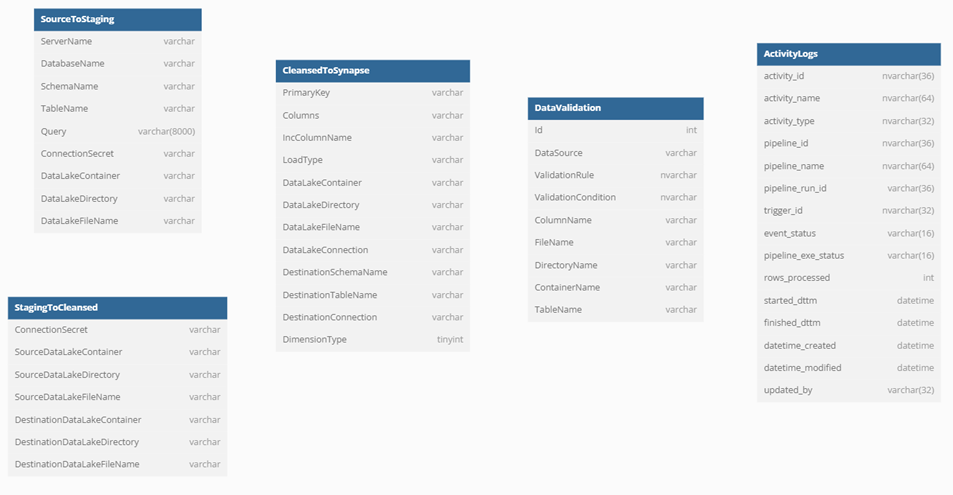 SourceToStaging
ServerName varchar
DatabaseName varchar
SchemaName varchar
TableName varchar
Query varchar(8000)
ConnectionSecret varchar
DataLakeContainer varchar
DataLakeDirectory varchar
DataLakeFileName varchar
StagingToCleansed
ConnectionSecret varchar
SourceDataLakeContainer varchar
SourceDataLakeDirectory varchar
SourceDataLakeFileName varchar
DestinationDataLakeContainer varchar
DestinationDataLakeDirectory varchar
DestinationDataLakeFileName varchar
CleansedToSynapse
PrimaryKey varchar
Columns varchar
IncColumnName varchar
LoadType varchar
DataLakeContainer varchar
DataLakeDirectory varchar
DataLakeFileName varchar
DataLakeConnection varchar
DestinationSchemaName varchar
DestinationTableName varchar
DestinationConnection varchar
DimensionType tinyint
DataValidation
Id int
DataSource varchar
ValidationRule nvarchar
ValidationCondition nvarchar
ColumnName varchar
FileName varchar
DirectoryName varchar
ContainerName varchar
TableName varchar
ActivityLogs
activity_id nvarchar(36)
activity_name nvarchar(64)
activity_type nvarchar(32)
pipeline_id nvarchar(36)
pipeline_name nvarchar(64)
pipeline_run_id varchar(36)
trigger_id nvarchar(32)
event_status varchar(16)
pipeline_exe_status varchar(16)
rows_processed int
started_dttm datetime
finished_dttm datetime
datetime_created datetime
datetime_modified datetime
updated_by varchar(32)